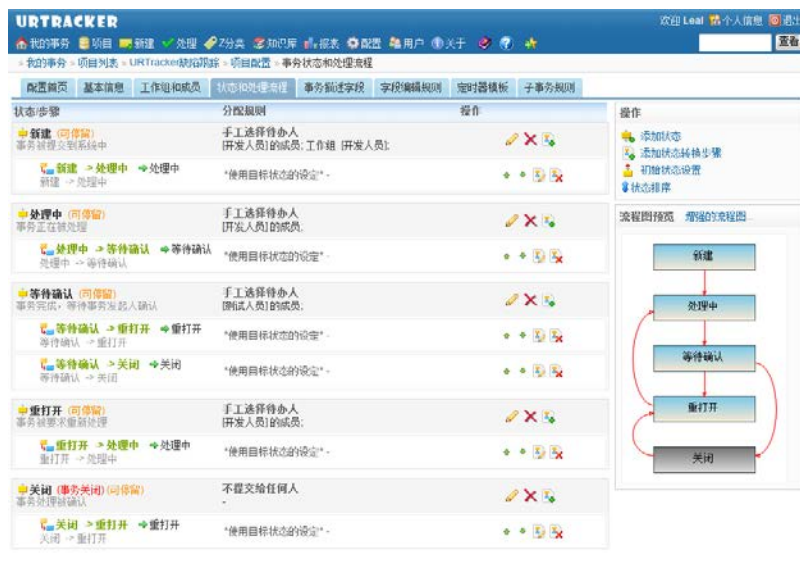 URTRACKER
欢迎 Leal 个人信息 退出
我的事务 项目 新建 处理 Z分类 知识库 报表 配置 用户 关于
查看
我的事务 项目列表 URTracker缺陷跟踪 项目配置 事务状态和处理流程
配置首页 基本信息 工作组和成员 状态和处理流程 事务描述字段 字段编辑规则 定时器模板 子事务规则
状态/步骤 分配规则 操作
新建 (可停留) 手工选择待办人
事务被提交到系统中 [开发人员]的成员; 工作组 [开发人员];
新建 -> 处理中 处理中 *使用目标状态的设定* -
新建 -> 处理中
处理中 (可停留) 手工选择待办人
事务正在被处理 [开发人员]的成员;
处理中 -> 等待确认 等待确认 *使用目标状态的设定* -
处理中 -> 等待确认
等待确认 (可停留) 手工选择待办人
事务完成，等待事务发起人确认 [测试人员]的成员;
等待确认 -> 重打开 重打开 *使用目标状态的设定* -
等待确认 -> 重打开
等待确认 -> 关闭 关闭 *使用目标状态的设定* -
等待确认 -> 关闭
重打开 (可停留) 手工选择待办人
事务被要求重新处理 [开发人员]的成员;
重打开 -> 处理中 处理中 *使用目标状态的设定* -
重打开 -> 处理中
关闭 (事务关闭) (可停留) 不提交给任何人
事务处理被确认 -
关闭 -> 重打开 重打开 *使用目标状态的设定* -
关闭 -> 重打开
操作
添加状态
添加状态转换步骤
初始状态设置
状态排序
流程图预览 增强的流程图...
新建
处理中
等待确认
重打开
关闭